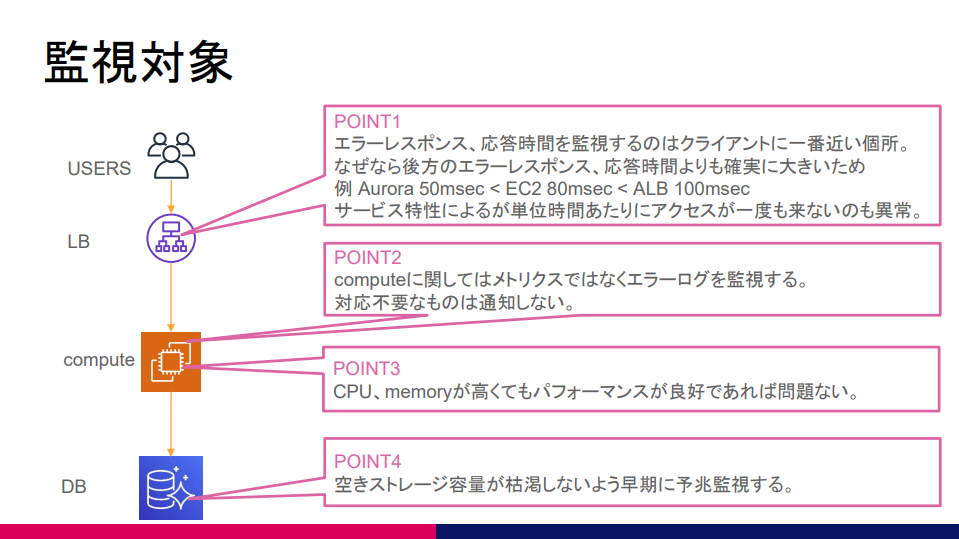 監視対象
USERS
LB
compute
DB
POINT1
エラーレスポンス、応答時間を監視するのはクライアントに一番近い個所。
なぜなら後方のエラーレスポンス、応答時間よりも確実に大きいため
例 Aurora 50msec < EC2 80msec < ALB 100msec
サービス特性によるが単位時間あたりにアクセスが一度も来ないのも異常。
POINT2
computeに関してはメトリクスではなくエラーログを監視する。
対応不要なものは通知しない。
POINT3
CPU、memoryが高くてもパフォーマンスが良好であれば問題ない。
POINT4
空きストレージ容量が枯渇しないよう早期に予兆監視する。